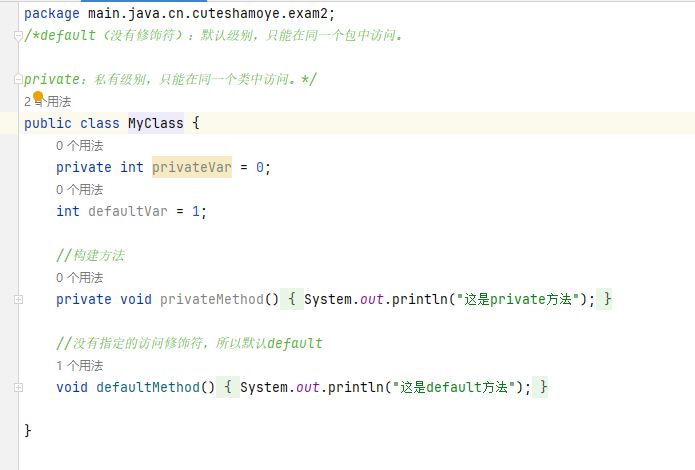 package main.java.cn.cuteshamoye.exam2;
/*default（没有修饰符）：默认级别，只能在同一个包中访问。
private：私有级别，只能在同一个类中访问。*/
2个用法
public class MyClass {
0 个用法
private int privateVar = 0;
0 个用法
int defaultVar = 1;
//构建方法
0 个用法
private void privateMethod() { System.out.println("这是private方法"); }
//没有指定的访问修饰符，所以默认default
1 个用法
void defaultMethod() { System.out.println("这是default方法"); }
}